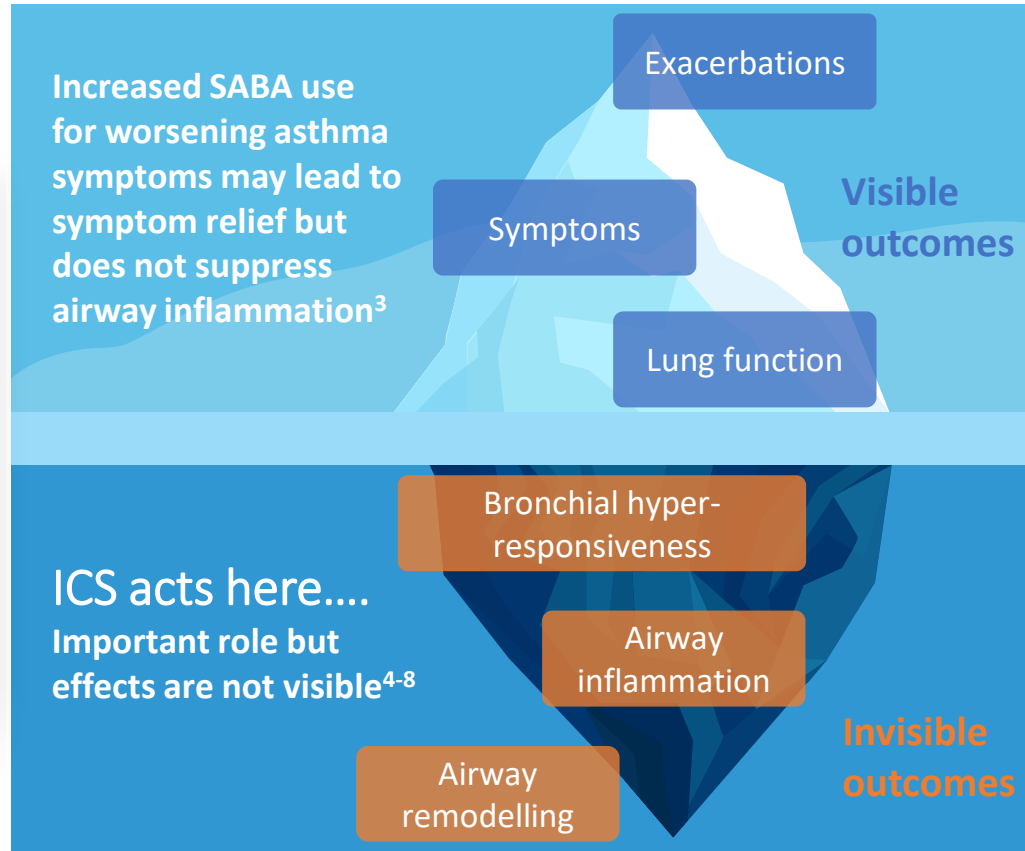 Exacerbations
Increased SABA use
for worsening asthma
symptoms may lead to
symptom relief but
does not suppress
airway inflammation³
Symptoms
Visible
outcomes
Lung function
Bronchial hyper-
responsiveness
ICS acts here....
Important role but
effects are not visible⁴⁻⁸
Airway
inflammation
Invisible
outcomes
Airway
remodelling